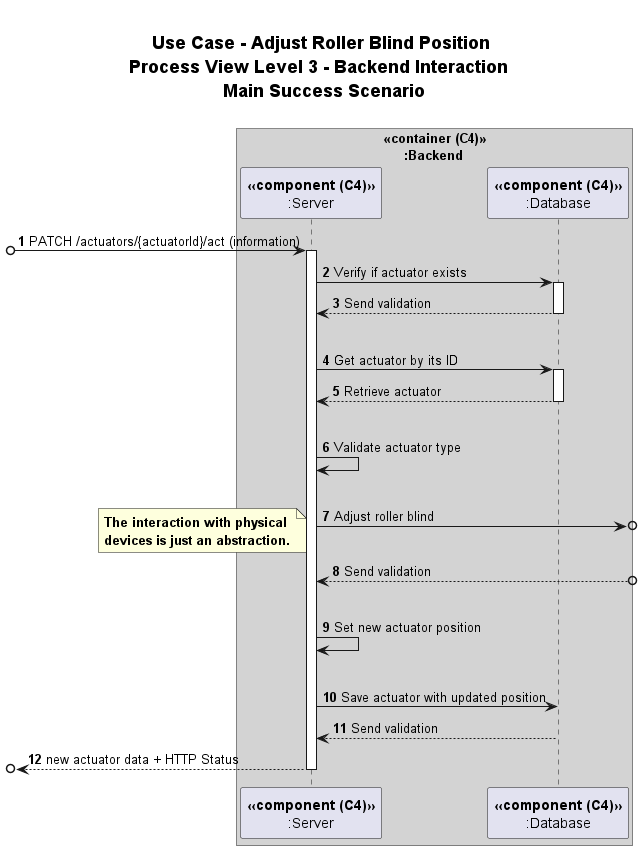 Use Case - Adjust Roller Blind Position
Process View Level 3 - Backend Interaction
Main Success Scenario
«container (C4)»
:Backend
«component (C4)»
:Server
«component (C4)»
:Database
1 PATCH /actuators/{actuatorId}/act (information)
2 Verify if actuator exists
3 Send validation
4 Get actuator by its ID
5 Retrieve actuator
6 Validate actuator type
The interaction with physical
devices is just an abstraction.
7 Adjust roller blind
8 Send validation
9 Set new actuator position
10 Save actuator with updated position
11 Send validation
12 new actuator data + HTTP Status
«component (C4)»
:Server
«component (C4)»
:Database